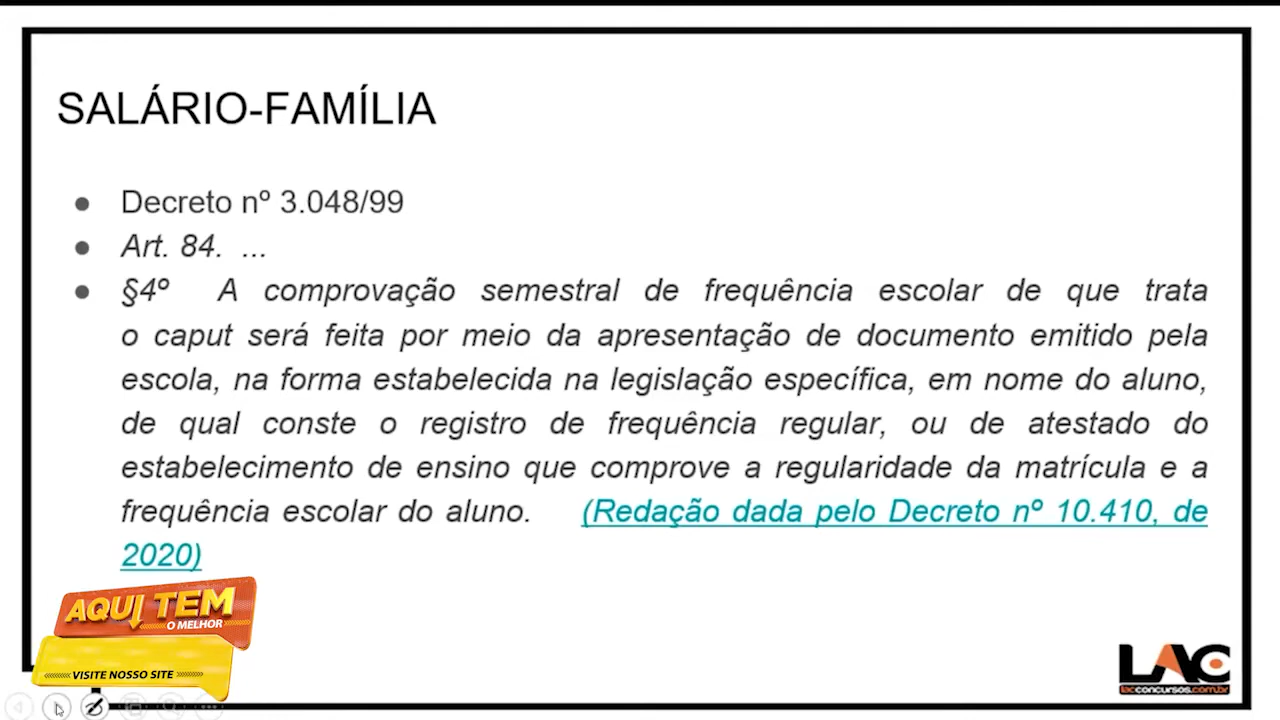 SALÁRIO-FAMÍLIA
● Decreto nº 3.048/99
● Art. 84. ...
● §4º A comprovação semestral de frequência escolar de que trata
o caput será feita por meio da apresentação de documento emitido pela
escola, na forma estabelecida na legislação específica, em nome do aluno,
de qual conste o registro de frequência regular, ou de atestado do
estabelecimento de ensino que comprove a regularidade da matrícula e a
frequência escolar do aluno. (Redação dada pelo Decreto nº 10.410, de
2020)
AQUI TEM
O MELHOR
VISITE NOSSO SITE
LAC
lacconcursos.com.br